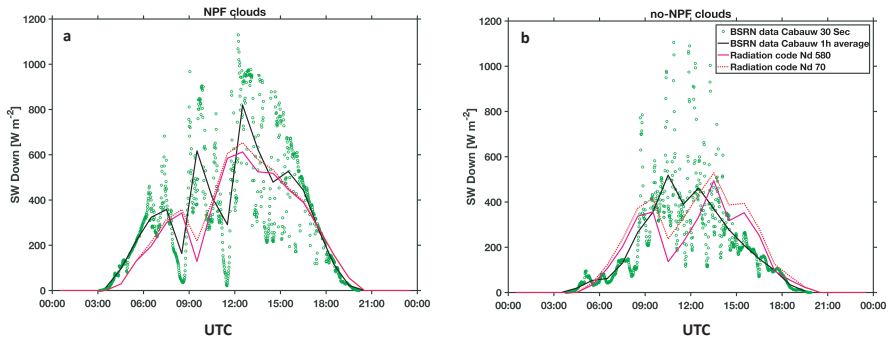 NPF clouds
a
1200
1000
800
600
400
200
0
SW Down [W m⁻²]
00:00 03:00 06:00 09:00 12:00 15:00 18:00 21:00 00:00
UTC
no-NPF clouds
b
BSRN data Cabauw 30 Sec
BSRN data Cabauw 1h average
Radiation code Nd 580
Radiation code Nd 70
1200
1000
800
600
400
200
0
SW Down [W m⁻²]
00:00 03:00 06:00 09:00 12:00 15:00 18:00 21:00 00:00
UTC